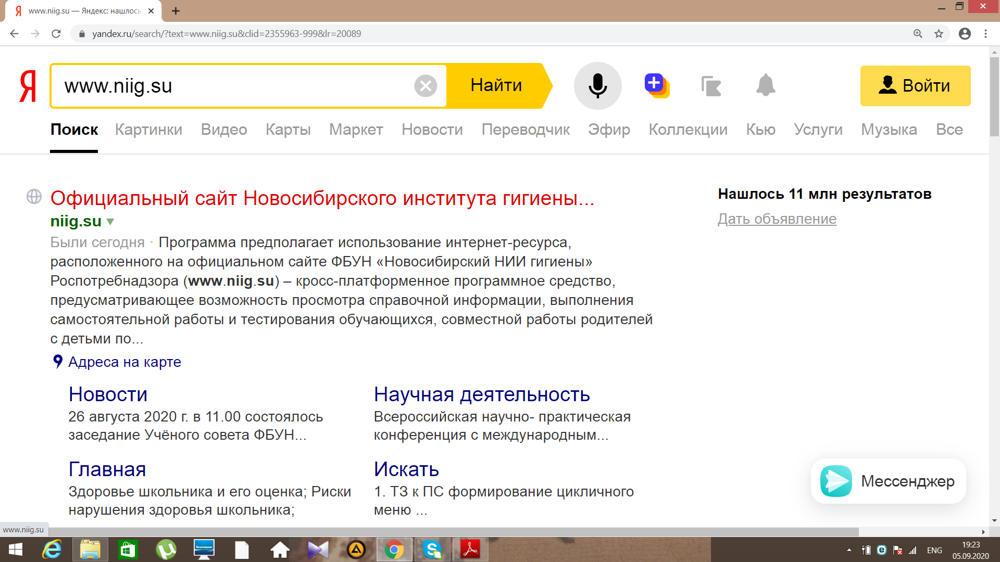 www.niig.su — Яндекс: нашлось
yandex.ru/search/?text=www.niig.su&clid=2355963-999&lr=20089
Я
www.niig.su
Найти
Войти
Поиск Картинки Видео Карты Маркет Новости Переводчик Эфир Коллекции Кью Услуги Музыка Все
Официальный сайт Новосибирского института гигиены...
niig.su
Были сегодня · Программа предполагает использование интернет-ресурса,
расположенного на официальном сайте ФБУН «Новосибирский НИИ гигиены»
Роспотребнадзора (www.niig.su) – кросс-платформенное программное средство,
предусматривающее возможность просмотра справочной информации, выполнения
самостоятельной работы и тестирования обучающихся, совместной работы родителей
с детьми по...
Адреса на карте
Новости
26 августа 2020 г. в 11.00 состоялось
заседание Учёного совета ФБУН...
Научная деятельность
Всероссийская научно- практическая
конференция с международным...
Главная
Здоровье школьника и его оценка; Риски
нарушения здоровья школьника;
Искать
1. ТЗ к ПС формирование цикличного
меню ...
Нашлось 11 млн результатов
Дать объявление
Мессенджер
www.niig.su
ENG
19:23
05.09.2020